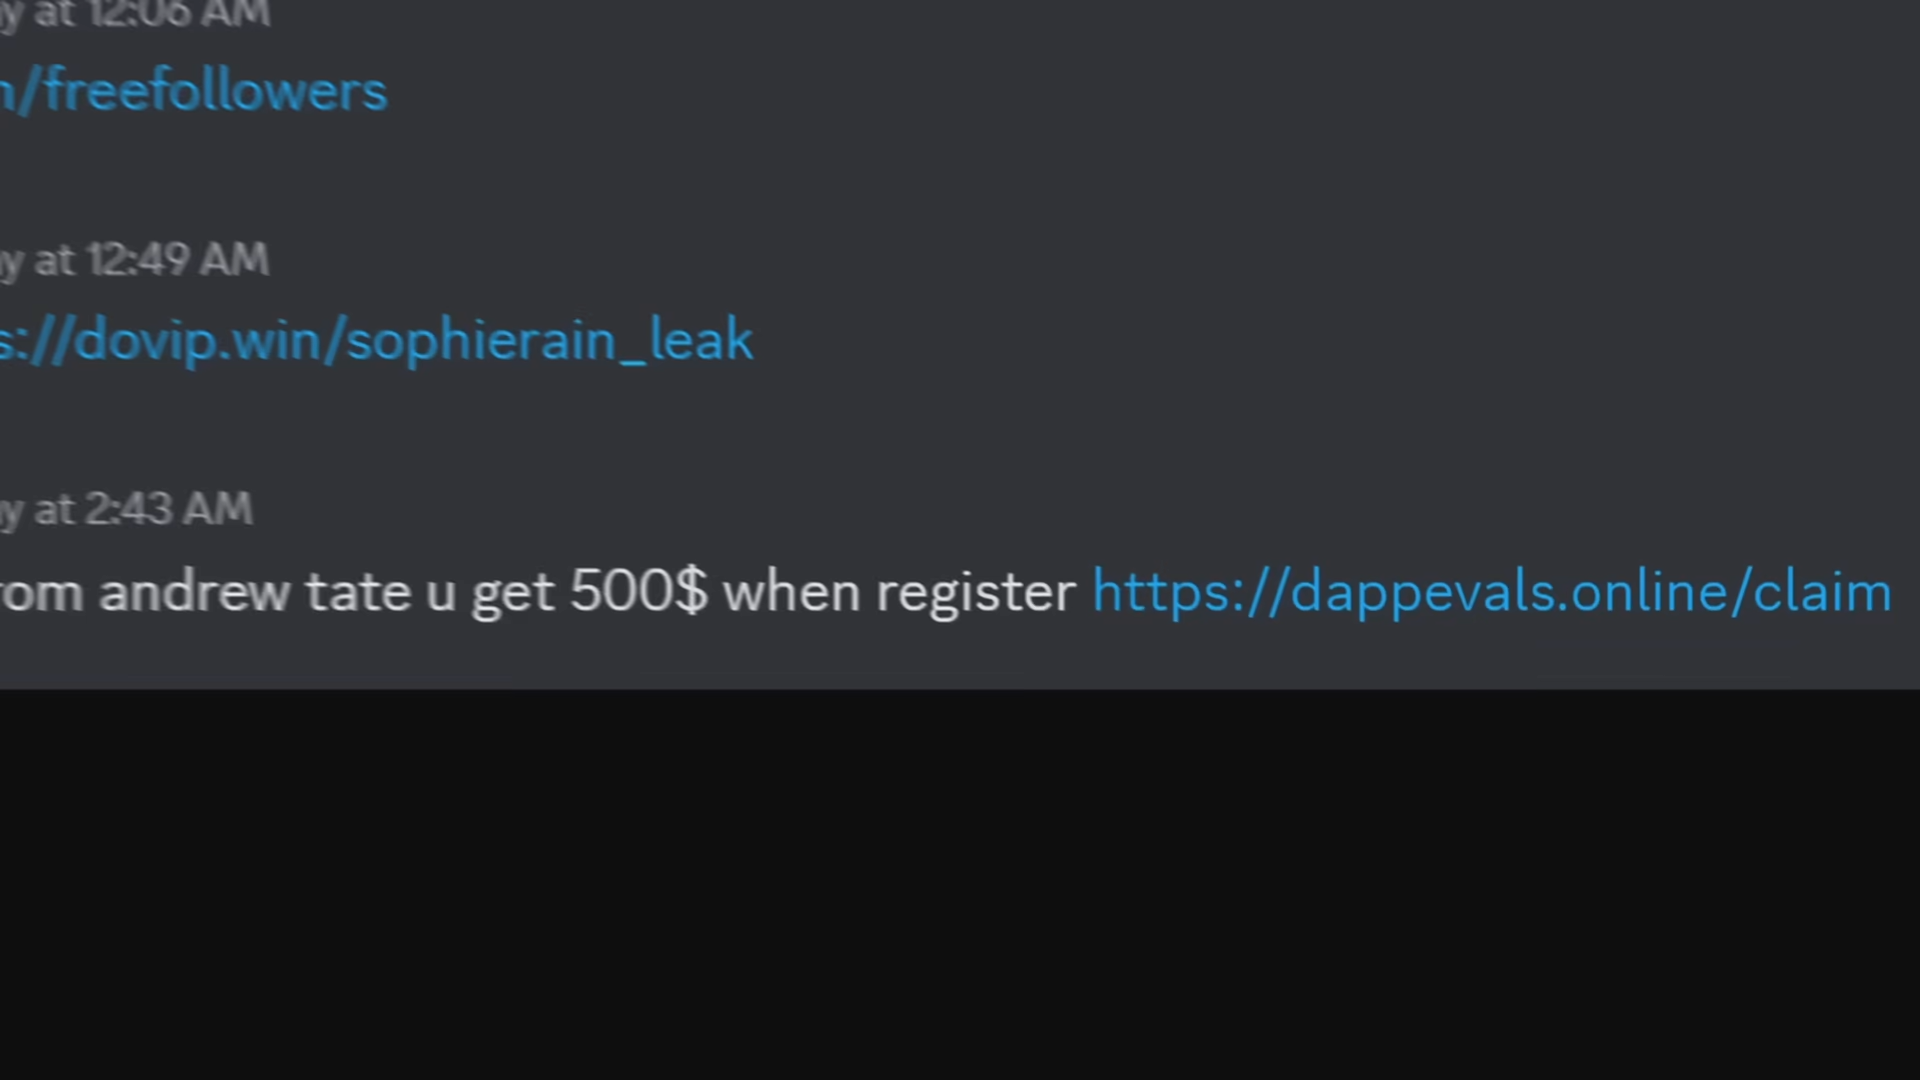 at 12:06 AM
/freefollowers
at 12:49 AM
s://dovip.win/sophierain_leak
at 2:43 AM
andrew tate u get 500$ when register https://dappevals.online/claim